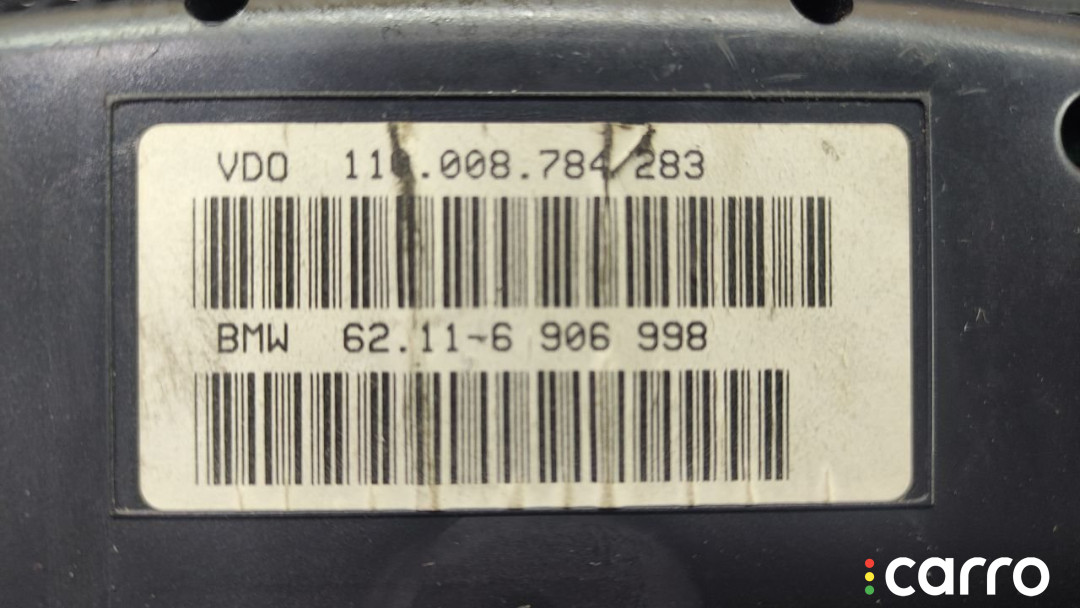 VDO 110.008.784/283
BMW 62.11-6 906 998
carro